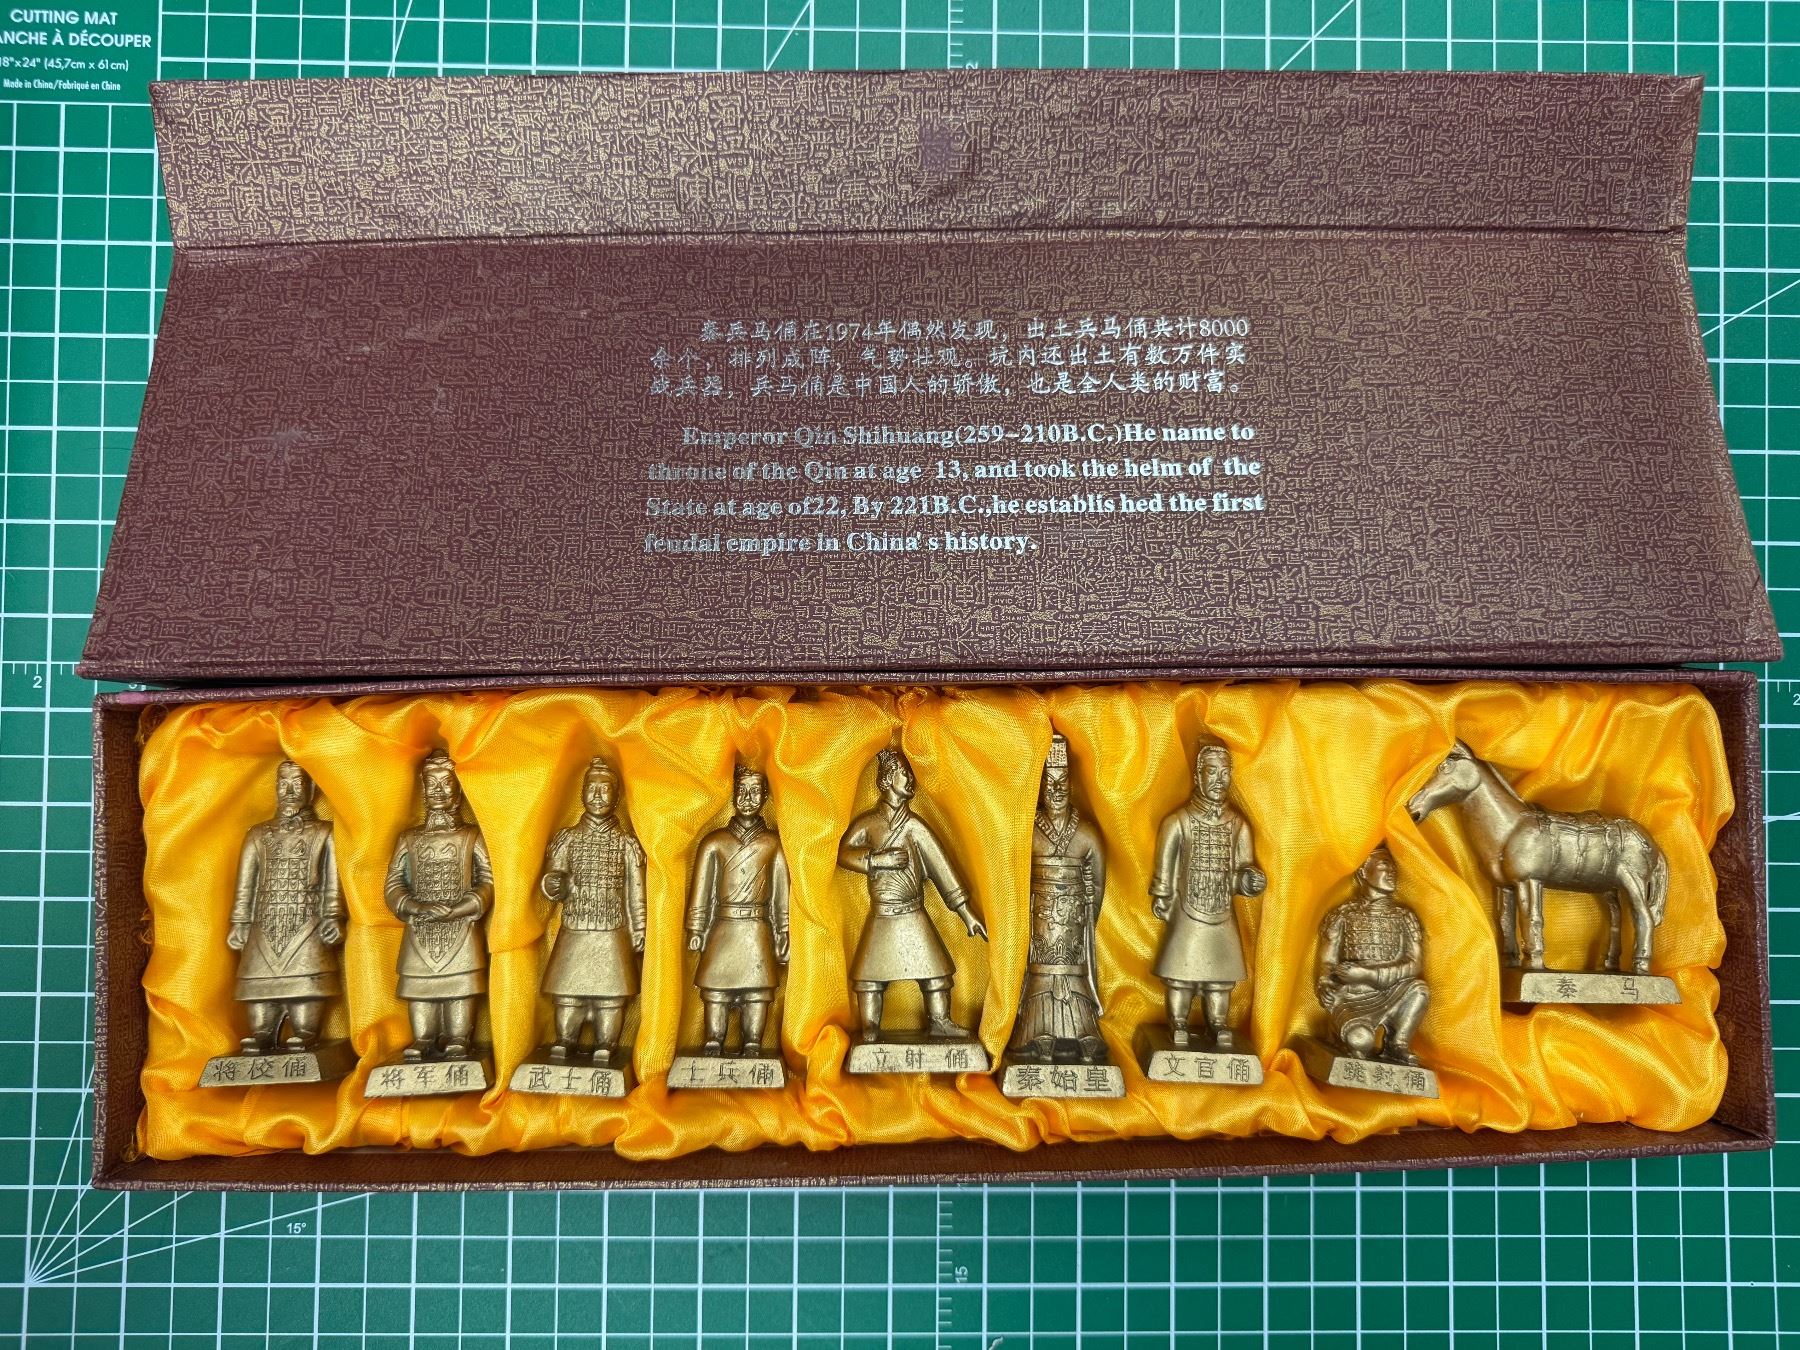 CUTTING MAT
ANCHE À DÉCOUPER
18"x24" (45,7cm x 61cm)
Made in China/Fabriqué en Chine
秦兵马俑在1974年偶然发现，出土兵马俑共计8000
余个，排列成阵，气势壮观。坑内还出土有数万件实
战兵器，兵马俑是中国人的骄傲，也是全人类的财富。
Emperor Qin Shihuang(259-210B.C.)He name to
throne of the Qin at age 13, and took the helm of the
State at age of22, By 221B.C.,he establis hed the first
feudal empire in China's history.
将校俑
将军俑
武士俑
士兵俑
立射俑
秦始皇
文官俑
跪射俑
秦马
2
15°
15